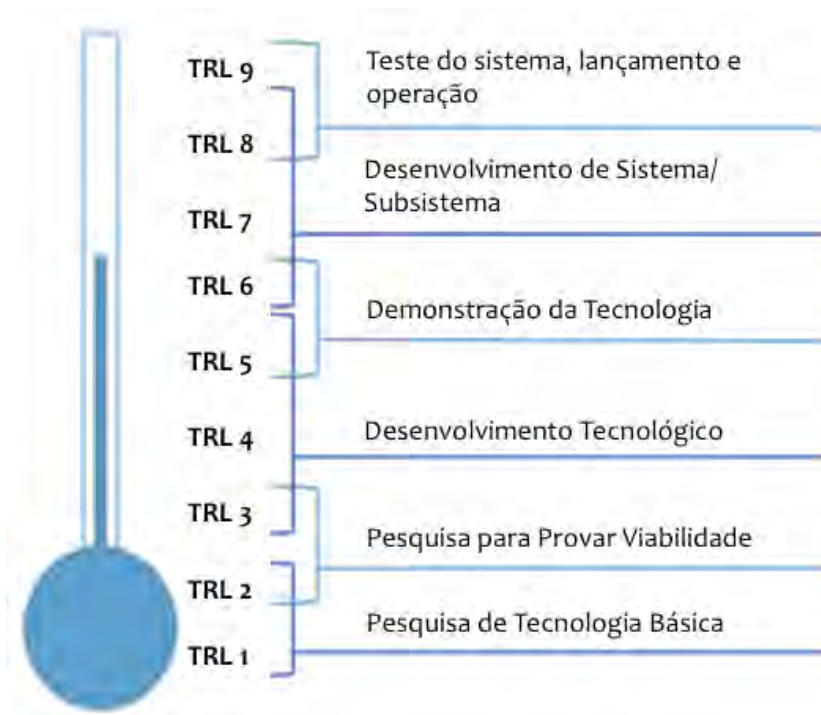 TRL 9
Teste do sistema, lançamento e
operação
TRL 8
Desenvolvimento de Sistema/
Subsistema
TRL 7
TRL 6
Demonstração da Tecnologia
TRL 5
TRL 4
Desenvolvimento Tecnológico
TRL 3
Pesquisa para Provar Viabilidade
TRL 2
Pesquisa de Tecnologia Básica
TRL 1